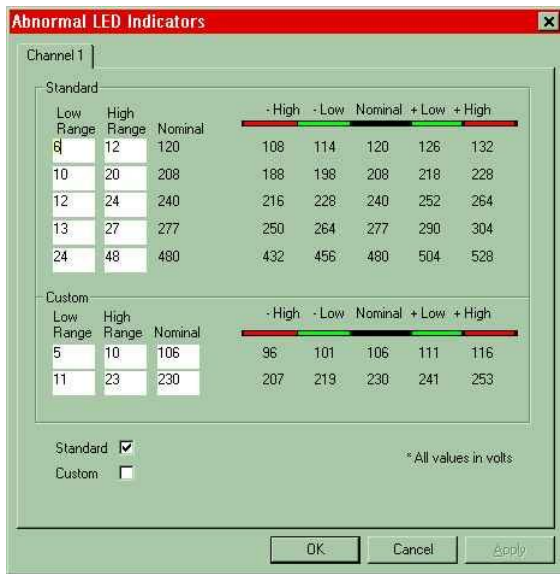 Abnormal LED Indicators
Channel 1
Standard
Low Range High Range Nominal - High - Low Nominal + Low + High
6 12 120 108 114 120 126 132
10 20 208 188 198 208 218 228
12 24 240 216 228 240 252 264
13 27 277 250 264 277 290 304
24 48 480 432 456 480 504 528
Custom
Low Range High Range Nominal - High - Low Nominal + Low + High
5 10 106 96 101 106 111 116
11 23 230 207 219 230 241 253
Standard
Custom
* All values in volts
OK Cancel Apply